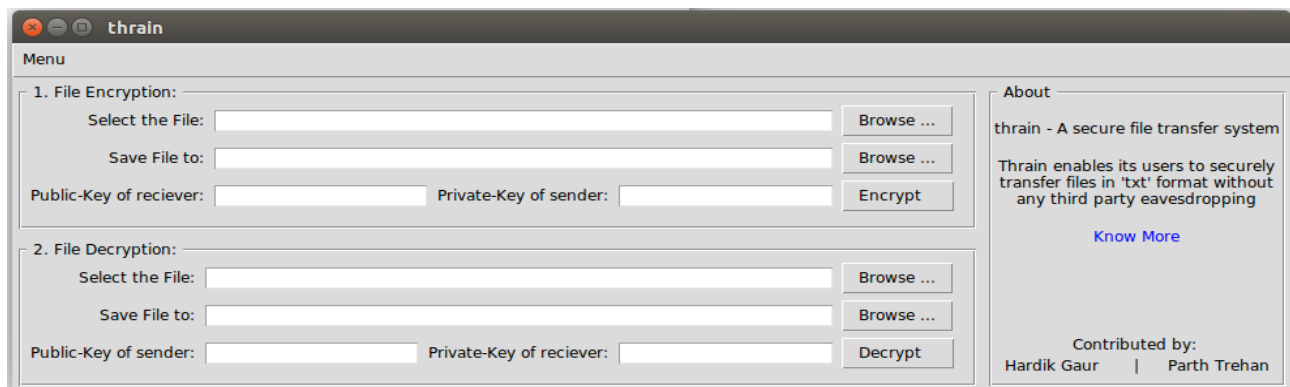 thrain
Menu
1. File Encryption:
Select the File:
Browse ...
Save File to:
Browse ...
Public-Key of reciever:
Private-Key of sender:
Encrypt
2. File Decryption:
Select the File:
Browse ...
Save File to:
Browse ...
Public-Key of sender:
Private-Key of reciever:
Decrypt
About
thrain - A secure file transfer system
Thrain enables its users to securely
transfer files in 'txt' format without
any third party eavesdropping
Know More
Contributed by:
Hardik Gaur | Parth Trehan